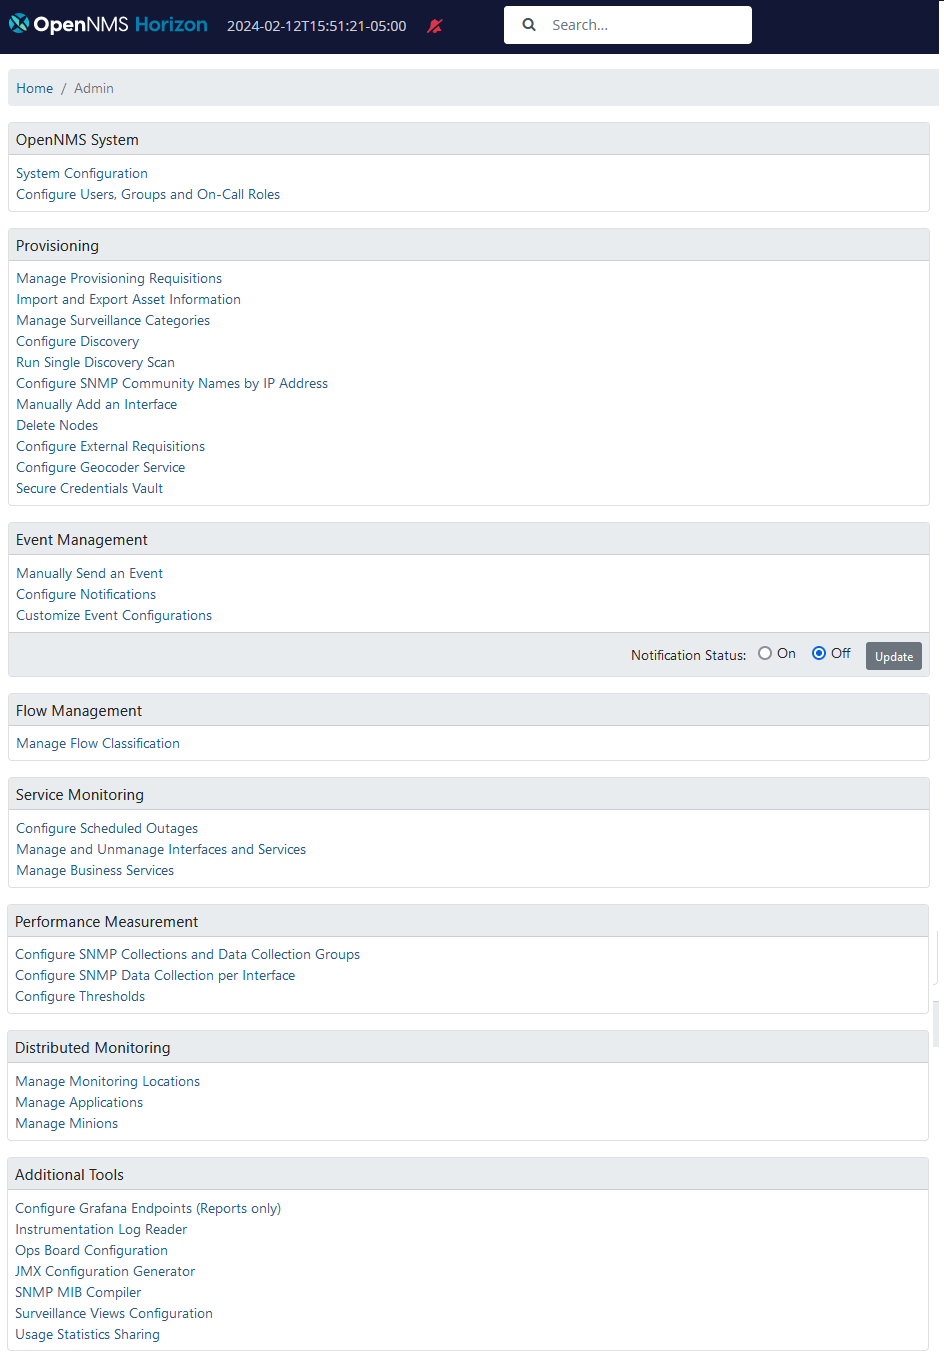 OpenNMS Horizon 2024-02-12T15:51:21-05:00 Search...
Home / Admin
OpenNMS System
System Configuration
Configure Users, Groups and On-Call Roles
Provisioning
Manage Provisioning Requisitions
Import and Export Asset Information
Manage Surveillance Categories
Configure Discovery
Run Single Discovery Scan
Configure SNMP Community Names by IP Address
Manually Add an Interface
Delete Nodes
Configure External Requisitions
Configure Geocoder Service
Secure Credentials Vault
Event Management
Manually Send an Event
Configure Notifications
Customize Event Configurations
Notification Status: On Off Update
Flow Management
Manage Flow Classification
Service Monitoring
Configure Scheduled Outages
Manage and Unmanage Interfaces and Services
Manage Business Services
Performance Measurement
Configure SNMP Collections and Data Collection Groups
Configure SNMP Data Collection per Interface
Configure Thresholds
Distributed Monitoring
Manage Monitoring Locations
Manage Applications
Manage Minions
Additional Tools
Configure Grafana Endpoints (Reports only)
Instrumentation Log Reader
Ops Board Configuration
JMX Configuration Generator
SNMP MIB Compiler
Surveillance Views Configuration
Usage Statistics Sharing